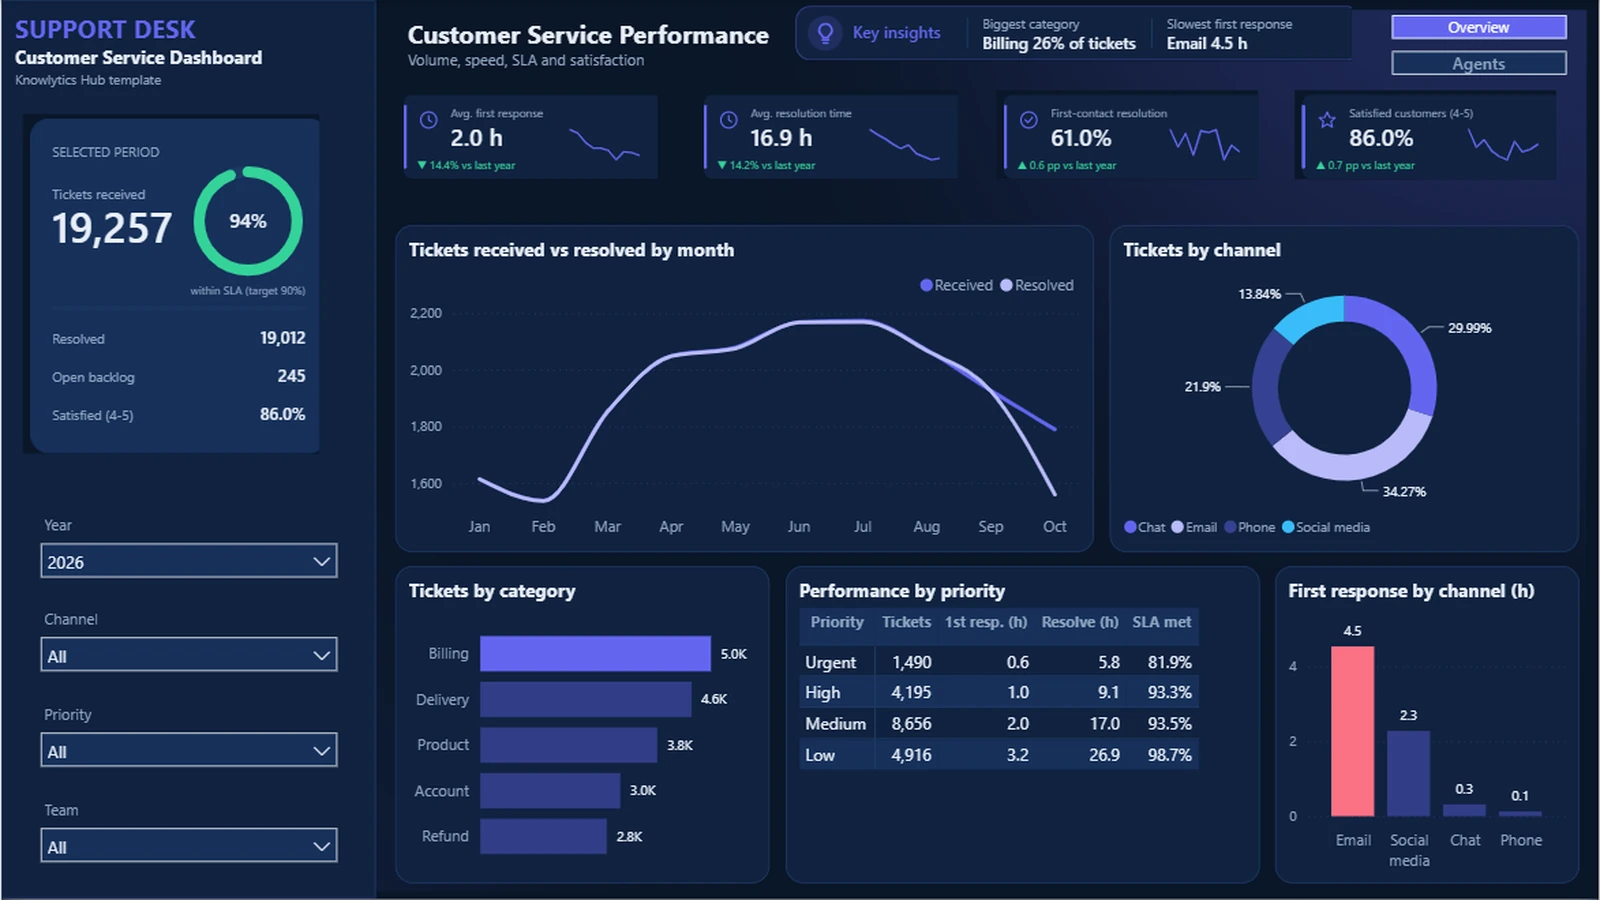 SUPPORT DESK
Customer Service Dashboard
Knowlytics Hub template
SELECTED PERIOD
Tickets received
19,257
94%
within SLA (target 90%)
Resolved 19,012
Open backlog 245
Satisfied (4-5) 86.0%
Year
2026
Channel
All
Priority
All
Team
All
Customer Service Performance
Volume, speed, SLA and satisfaction
Key insights
Biggest category
Billing 26% of tickets
Slowest first response
Email 4.5 h
Overview
Agents
Avg. first response
2.0 h
▼ 14.4% vs last year
Avg. resolution time
16.9 h
▼ 14.2% vs last year
First-contact resolution
61.0%
▲ 0.6 pp vs last year
Satisfied customers (4-5)
86.0%
▲ 0.7 pp vs last year
Tickets received vs resolved by month
Received Resolved
2,200
2,000
1,800
1,600
Jan Feb Mar Apr May Jun Jul Aug Sep Oct
Tickets by channel
13.84%
29.99%
21.9%
34.27%
Chat Email Phone Social media
Tickets by category
Billing 5.0K
Delivery 4.6K
Product 3.8K
Account 3.0K
Refund 2.8K
Performance by priority
Priority Tickets 1st resp. (h) Resolve (h) SLA met
Urgent 1,490 0.6 5.8 81.9%
High 4,195 1.0 9.1 93.3%
Medium 8,656 2.0 17.0 93.5%
Low 4,916 3.2 26.9 98.7%
First response by channel (h)
4.5
4
2.3
2
0.3
0.1
0
Email Social media Chat Phone